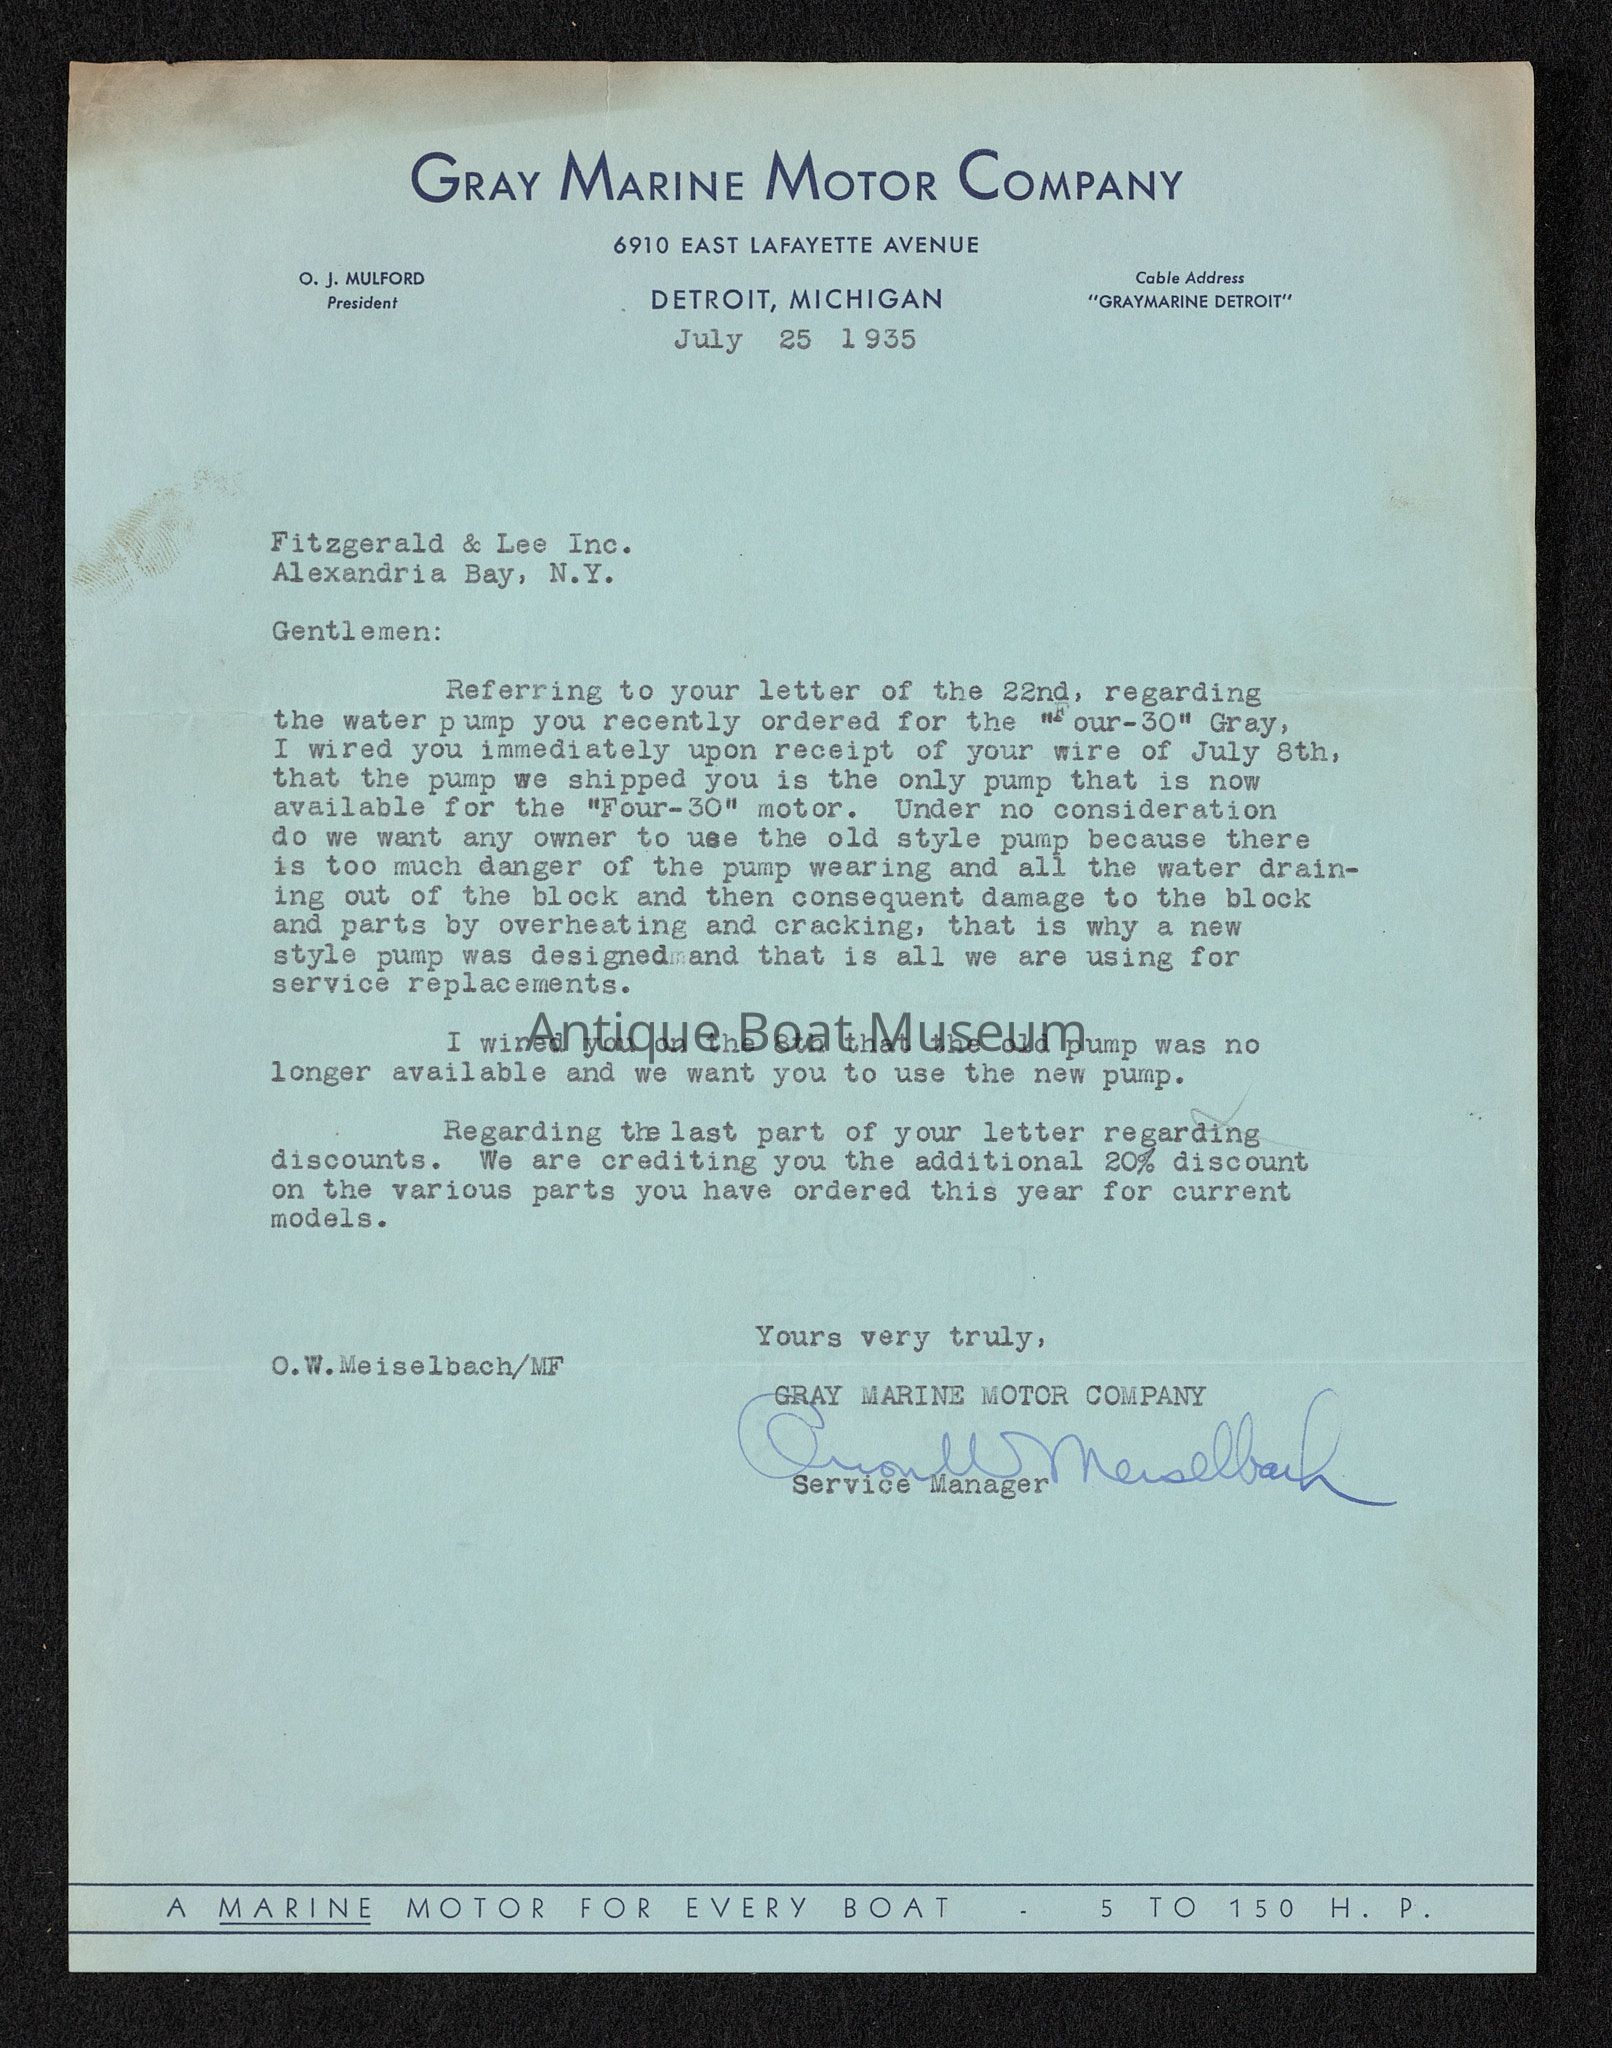 GRAY MARINE MOTOR COMPANY
6910 EAST LAFAYETTE AVENUE
O. J. MULFORD
President
DETROIT, MICHIGAN
Cable Address
"GRAYMARINE DETROIT"
July 25 1935
Fitzgerald & Lee Inc.
Alexandria Bay, N.Y.
Gentlemen:
Referring to your letter of the 22nd, regarding
the water pump you recently ordered for the "Four-30" Gray,
I wired you immediately upon receipt of your wire of July 8th,
that the pump we shipped you is the only pump that is now
available for the "Four-30" motor. Under no consideration
do we want any owner to use the old style pump because there
is too much danger of the pump wearing and all the water drain-
ing out of the block and then consequent damage to the block
and parts by overheating and cracking, that is why a new
style pump was designed and that is all we are using for
service replacements.
Antique Boat Museum
I wired you on the 8th that the old pump was no
longer available and we want you to use the new pump.
Regarding the last part of your letter regarding
discounts. We are crediting you the additional 20% discount
on the various parts you have ordered this year for current
models.
Yours very truly,
O.W.Meiselbach/MF
GRAY MARINE MOTOR COMPANY
Orion W Meiselbach
Service Manager
A MARINE MOTOR FOR EVERY BOAT - 5 TO 150 H. P.